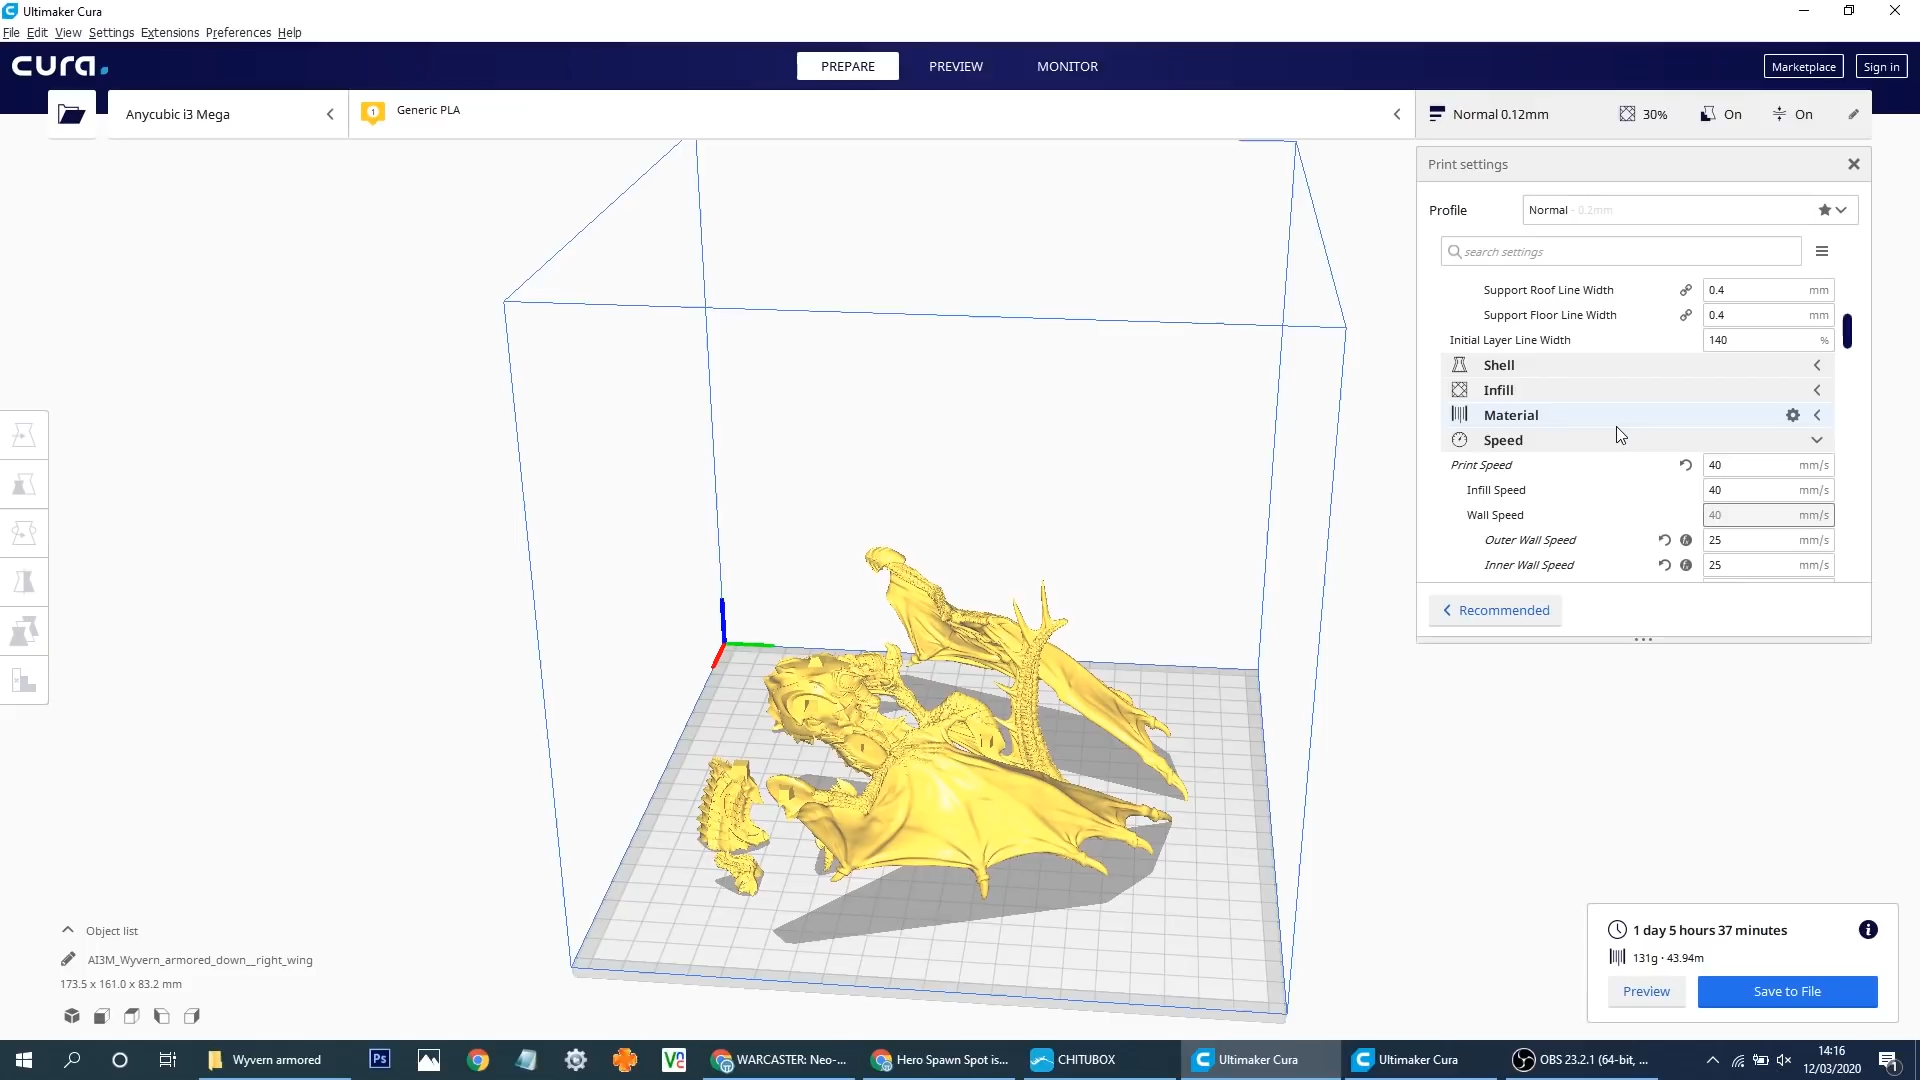 Ultimaker Cura
File Edit View Settings Extensions Preferences Help
cura.
PREPARE
PREVIEW
MONITOR
Marketplace
Sign in
Anycubic i3 Mega
1
Generic PLA
Normal 0.12mm
30%
On
On
Print settings
Profile
Normal - 0.2mm
search settings
Support Roof Line Width 0.4 mm
Support Floor Line Width 0.4 mm
Initial Layer Line Width 140 %
Shell
Infill
Material
Speed
Print Speed 40 mm/s
Infill Speed 40 mm/s
Wall Speed 40 mm/s
Outer Wall Speed 25 mm/s
Inner Wall Speed 25 mm/s
Recommended
Object list
AI3M_Wyvern_armored_down__right_wing
173.5 x 161.0 x 83.2 mm
1 day 5 hours 37 minutes
131g · 43.94m
Preview
Save to File
Wyvern armored
Ps
WARCASTER: Neo-...
Hero Spawn Spot is...
CHITUBOX
Ultimaker Cura
Ultimaker Cura
OBS 23.2.1 (64-bit, ...
14:16
12/03/2020
1